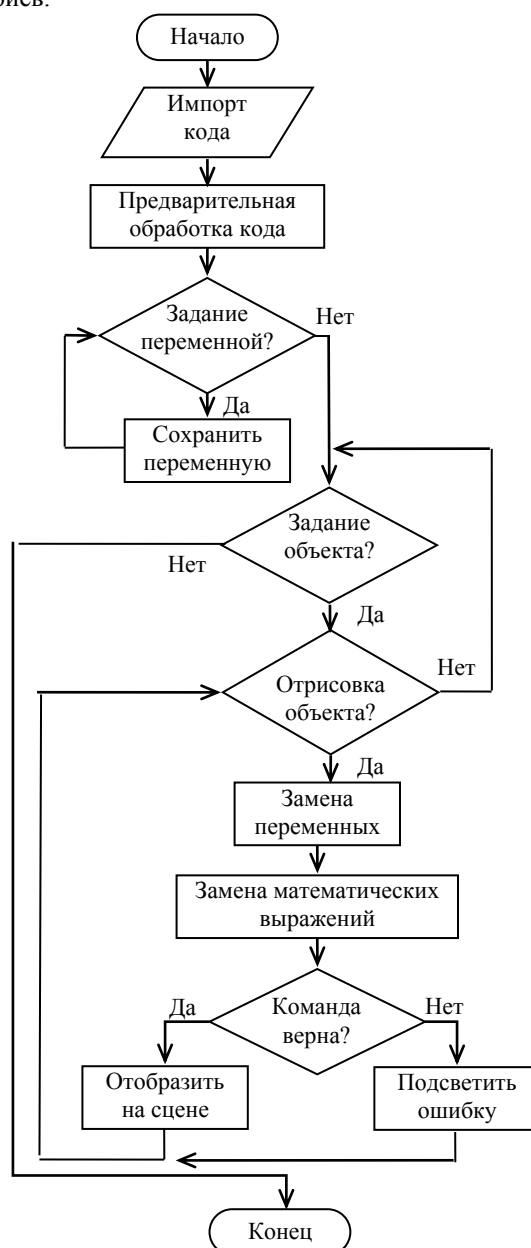 Начало
Импорт
кода
Предварительная
обработка кода
Задание
переменной?
Нет
Да
Сохранить
переменную
Задание
объекта?
Нет
Да
Отрисовка
объекта?
Нет
Да
Замена
переменных
Замена математических
выражений
Да
Команда
верна?
Нет
Отобразить
на сцене
Подсветить
ошибку
Конец